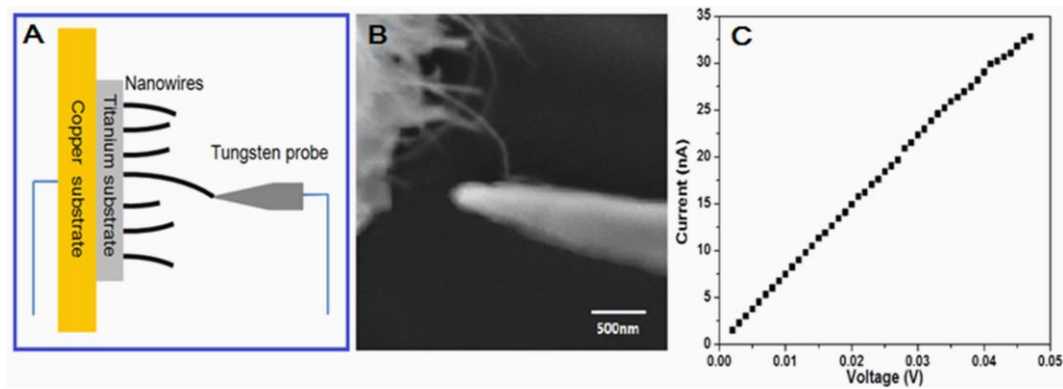 A
Nanowires
Copper substrate
Titanium substrate
Tungsten probe
B
500nm
C
35
30
25
20
15
10
5
0
Current (nA)
0.00 0.01 0.02 0.03 0.04 0.05
Voltage (V)